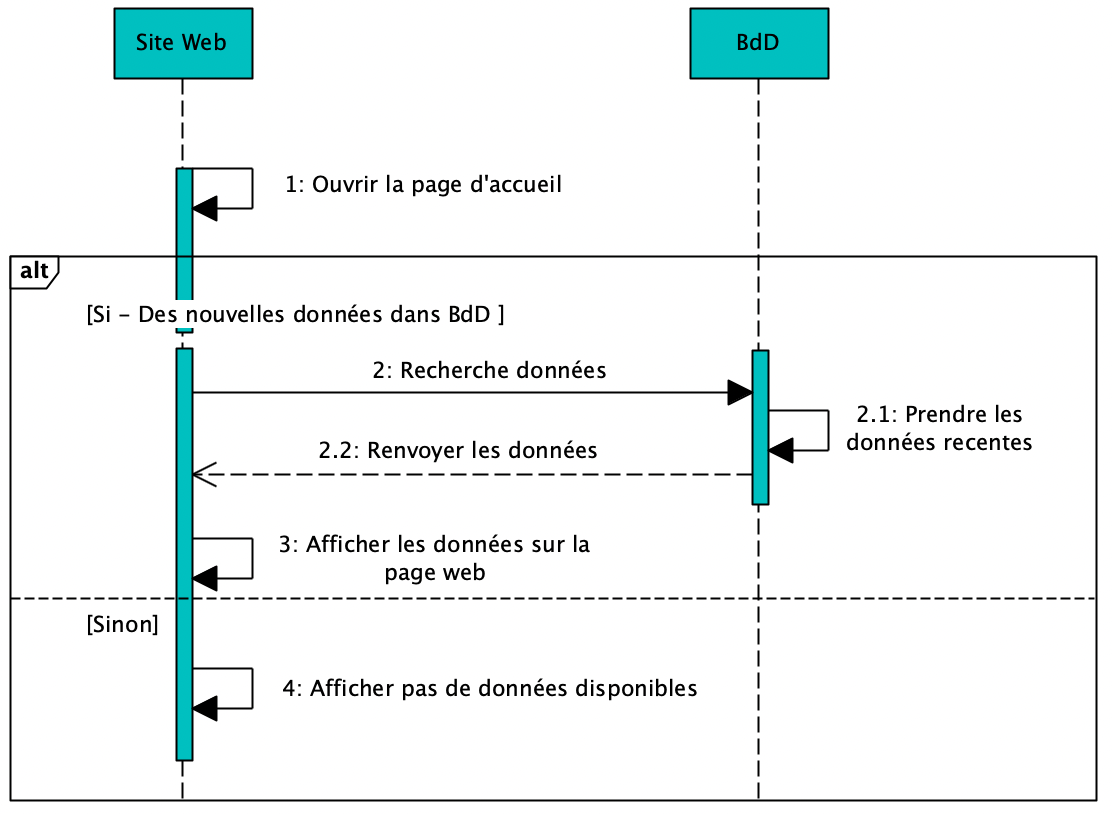 Site Web
BdD
1: Ouvrir la page d'accueil
alt
[Si – Des nouvelles données dans BdD ]
2: Recherche données
2.1: Prendre les
données recentes
2.2: Renvoyer les données
3: Afficher les données sur la
page web
[Sinon]
4: Afficher pas de données disponibles